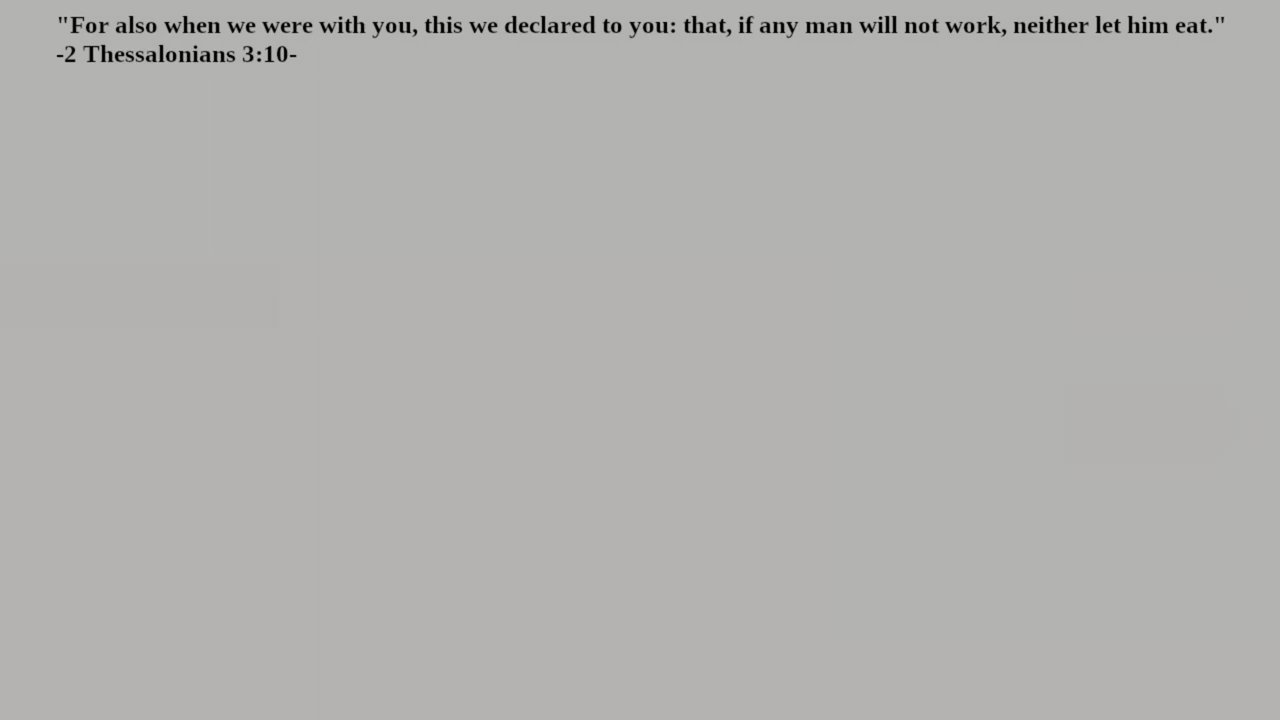 "For also when we were with you, this we declared to you: that, if any man will not work, neither let him eat."
-2 Thessalonians 3:10-